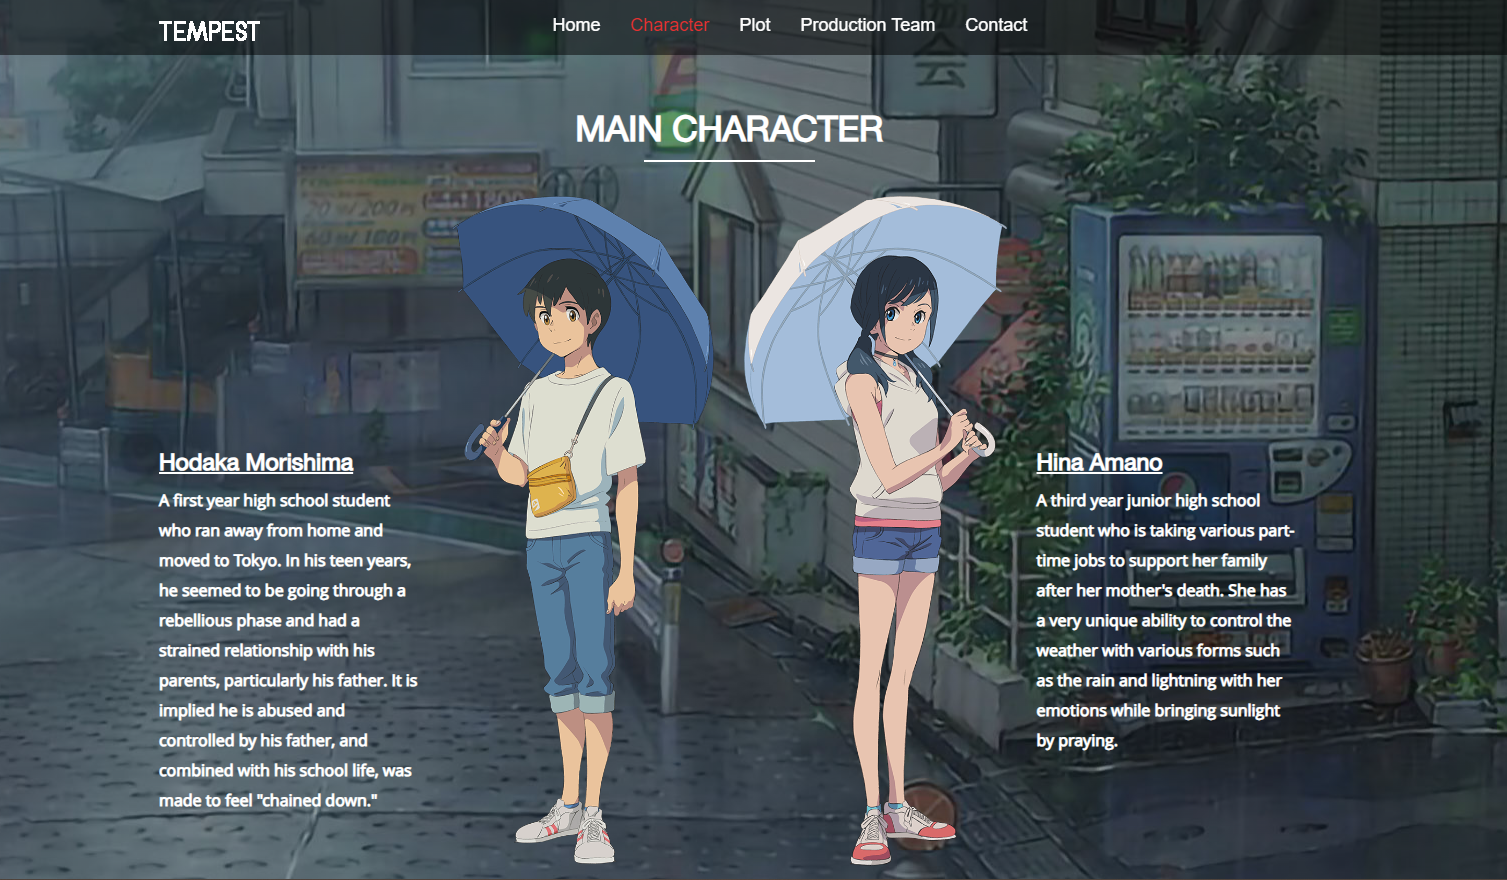 TEMPEST
Home Character Plot Production Team Contact
会
MAIN CHARACTER
Hodaka Morishima
A first year high school student
who ran away from home and
moved to Tokyo. In his teen years,
he seemed to be going through a
rebellious phase and had a
strained relationship with his
parents, particularly his father. It is
implied he is abused and
controlled by his father, and
combined with his school life, was
made to feel "chained down."
Hina Amano
A third year junior high school
student who is taking various part-
time jobs to support her family
after her mother's death. She has
a very unique ability to control the
weather with various forms such
as the rain and lightning with her
emotions while bringing sunlight
by praying.